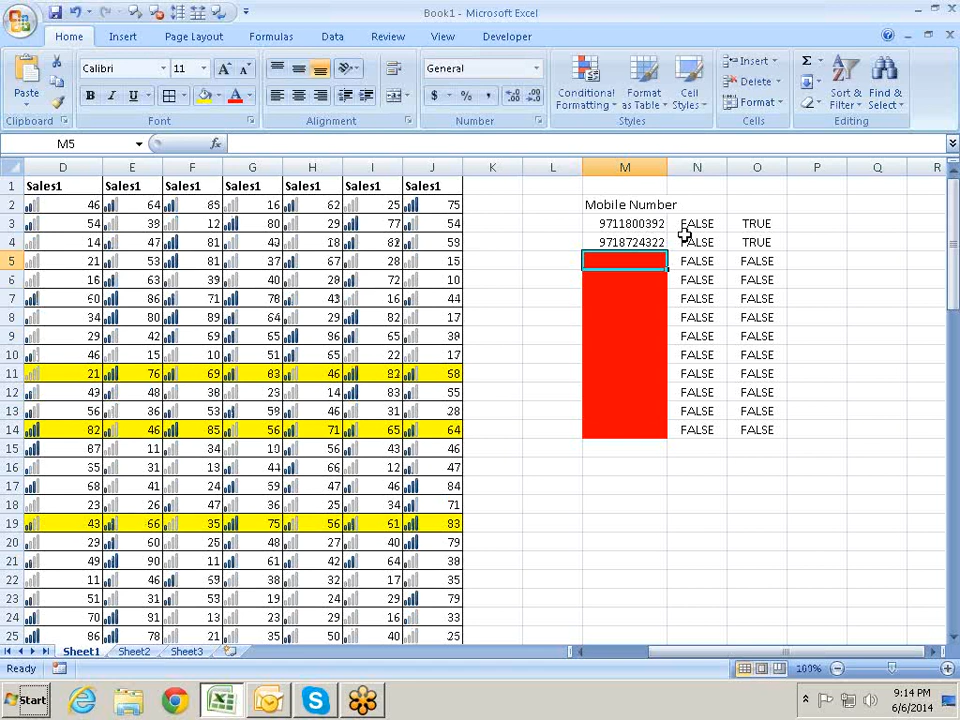 Book1 - Microsoft Excel
Home Insert Page Layout Formulas Data Review View Developer
Paste Calibri 11 A A General Conditional Formatting Format as Table Cell Styles Insert Delete Format Sort & Filter Find & Select
B I U $ % ,
Clipboard Font Alignment Number Styles Cells Editing
M5 fx
D E F G H I J K L M N O P Q R
1 Sales1 Sales1 Sales1 Sales1 Sales1 Sales1 Sales1
2 46 64 85 16 62 25 75 Mobile Number
3 54 39 12 80 29 77 54 9711800392 FALSE TRUE
4 14 47 81 40 18 82 53 9718724322 FALSE TRUE
5 21 53 81 37 67 28 15 FALSE FALSE
6 16 63 39 40 28 72 10 FALSE FALSE
7 60 86 71 78 43 16 44 FALSE FALSE
8 34 80 89 64 29 82 17 FALSE FALSE
9 29 42 69 65 96 65 38 FALSE FALSE
10 46 15 10 51 65 22 17 FALSE FALSE
11 21 76 69 63 46 82 58 FALSE FALSE
12 49 48 38 23 14 83 55 FALSE FALSE
13 56 36 53 59 46 31 28 FALSE FALSE
14 82 46 85 56 71 65 64 FALSE FALSE
15 87 11 34 10 56 43 46
16 35 31 13 44 66 12 47
17 68 41 24 59 47 46 84
18 23 26 47 36 25 34 71
19 43 66 35 75 56 61 83
20 29 60 25 48 27 40 79
21 49 90 11 61 42 64 38
22 11 46 59 38 32 17 35
23 51 31 53 19 24 29 79
24 70 91 13 23 29 16 33
25 86 78 21 35 50 40 25
Sheet1 Sheet2 Sheet3
Ready 100%
Start 9:14 PM
6/6/2014